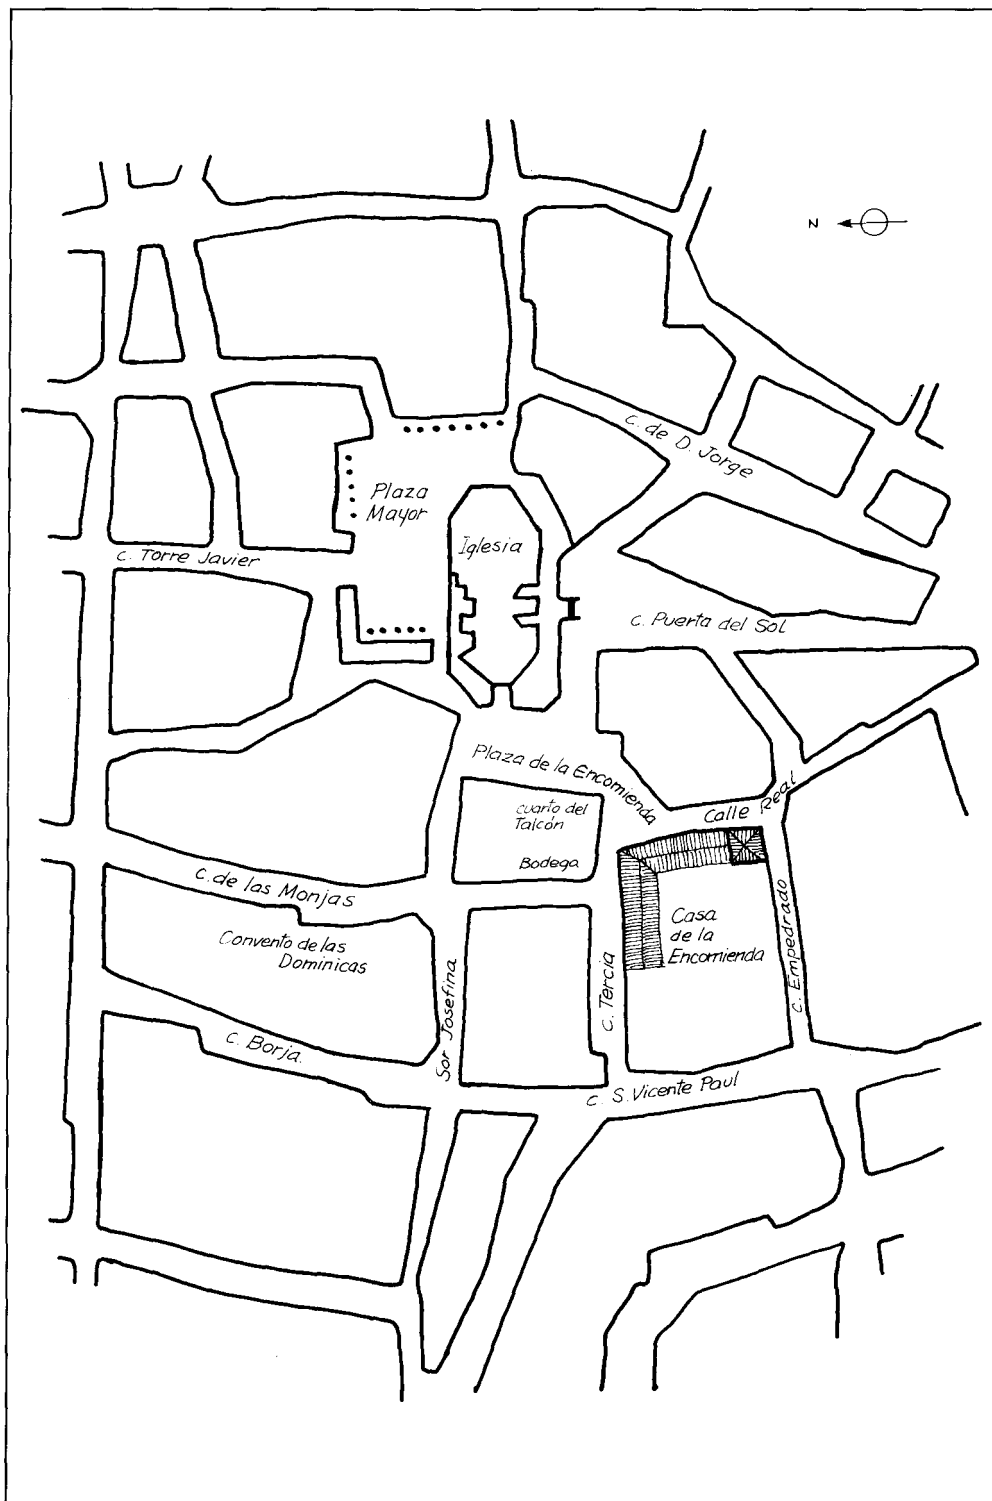 N
c. de D. Jorge
Plaza
Mayor
Iglesia
c. Torre Javier
c. Puerta del Sol
Plaza de la Encomienda
cuarto del
Talcón
Bodega
Calle Real
c. de las Monjas
Convento de las
Dominicas
Casa
de la
Encomienda
c. Empedrado
c. Tercia
Sor Josefina
c. Borja.
c. S. Vicente Paul